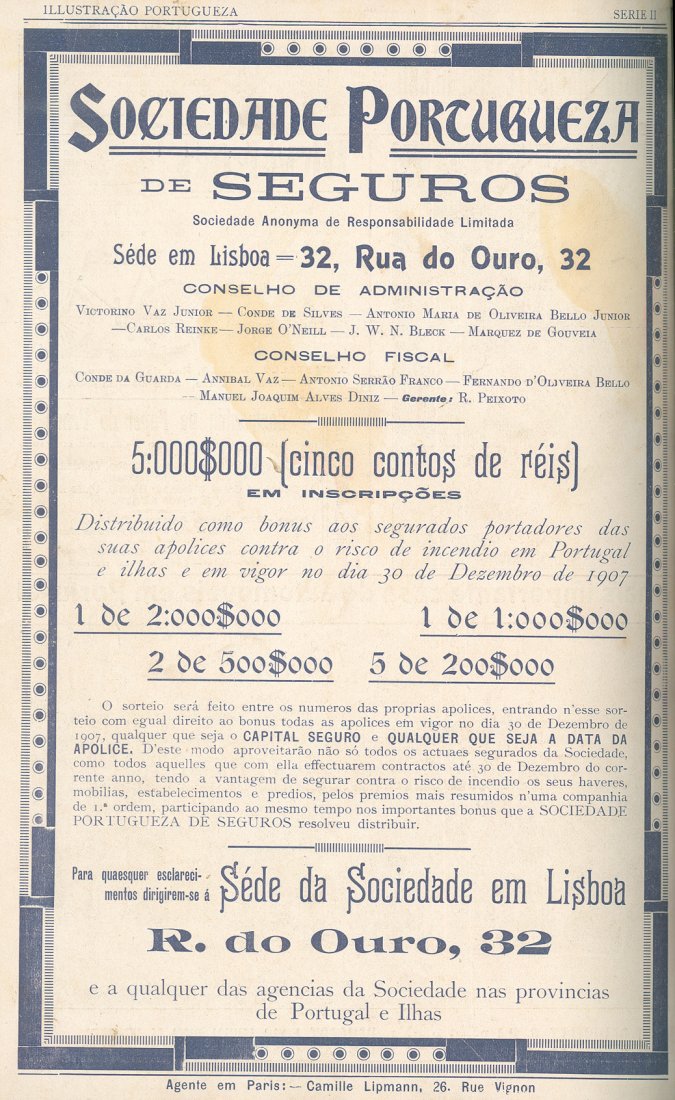 ILLUSTRAÇÃO PORTUGUEZA
SERIE II
SOCIEDADE PORTUGUEZA
DE SEGUROS
Sociedade Anonyma de Responsabilidade Limitada
Séde em Lisboa = 32, Rua do Ouro, 32
CONSELHO DE ADMINISTRAÇÃO
VICTORINO VAZ JUNIOR — CONDE DE SILVES — ANTONIO MARIA DE OLIVEIRA BELLO JUNIOR
—CARLOS REINKE— JORGE O'NEILL — J. W. N. BLECK — MARQUEZ DE GOUVEIA
CONSELHO FISCAL
CONDE DA GUARDA — ANNIBAL VAZ — ANTONIO SERRÃO FRANCO — FERNANDO D'OLIVEIRA BELLO
-- MANUEL JOAQUIM ALVES DINIZ — Gerente: R. PEIXOTO
5:000$000 (cinco contos de réis)
EM INSCRIPÇÕES
Distribuido como bonus aos segurados portadores das
suas apolices contra o risco de incendio em Portugal
e ilhas e em vigor no dia 30 de Dezembro de 1907
1 de 2:000$000 1 de 1:000$000
2 de 500$000 5 de 200$000
O sorteio será feito entre os numeros das proprias apolices, entrando n'esse sor-
teio com egual direito ao bonus todas as apolices em vigor no dia 30 de Dezembro de
1907, qualquer que seja o CAPITAL SEGURO e QUALQUER QUE SEJA A DATA DA
APOLICE. D'este modo aproveitarão não só todos os actuaes segurados da Sociedade,
como todos aquelles que com ella effectuarem contractos até 30 de Dezembro do cor-
rente anno, tendo a vantagem de segurar contra o risco de incendio os seus haveres,
mobilias, estabelecimentos e predios, pelos premios mais resumidos n'uma companhia
de 1.ª ordem, participando ao mesmo tempo nos importantes bonus que a SOCIEDADE
PORTUGUEZA DE SEGUROS resolveu distribuir.
Para quaesquer esclareci-
mentos dirigirem-se á Séde da Sociedade em Lisboa
R. do Ouro, 32
e a qualquer das agencias da Sociedade nas provincias
de Portugal e Ilhas
Agente em Paris: — Camille Lipmann, 26. Rue Vignon